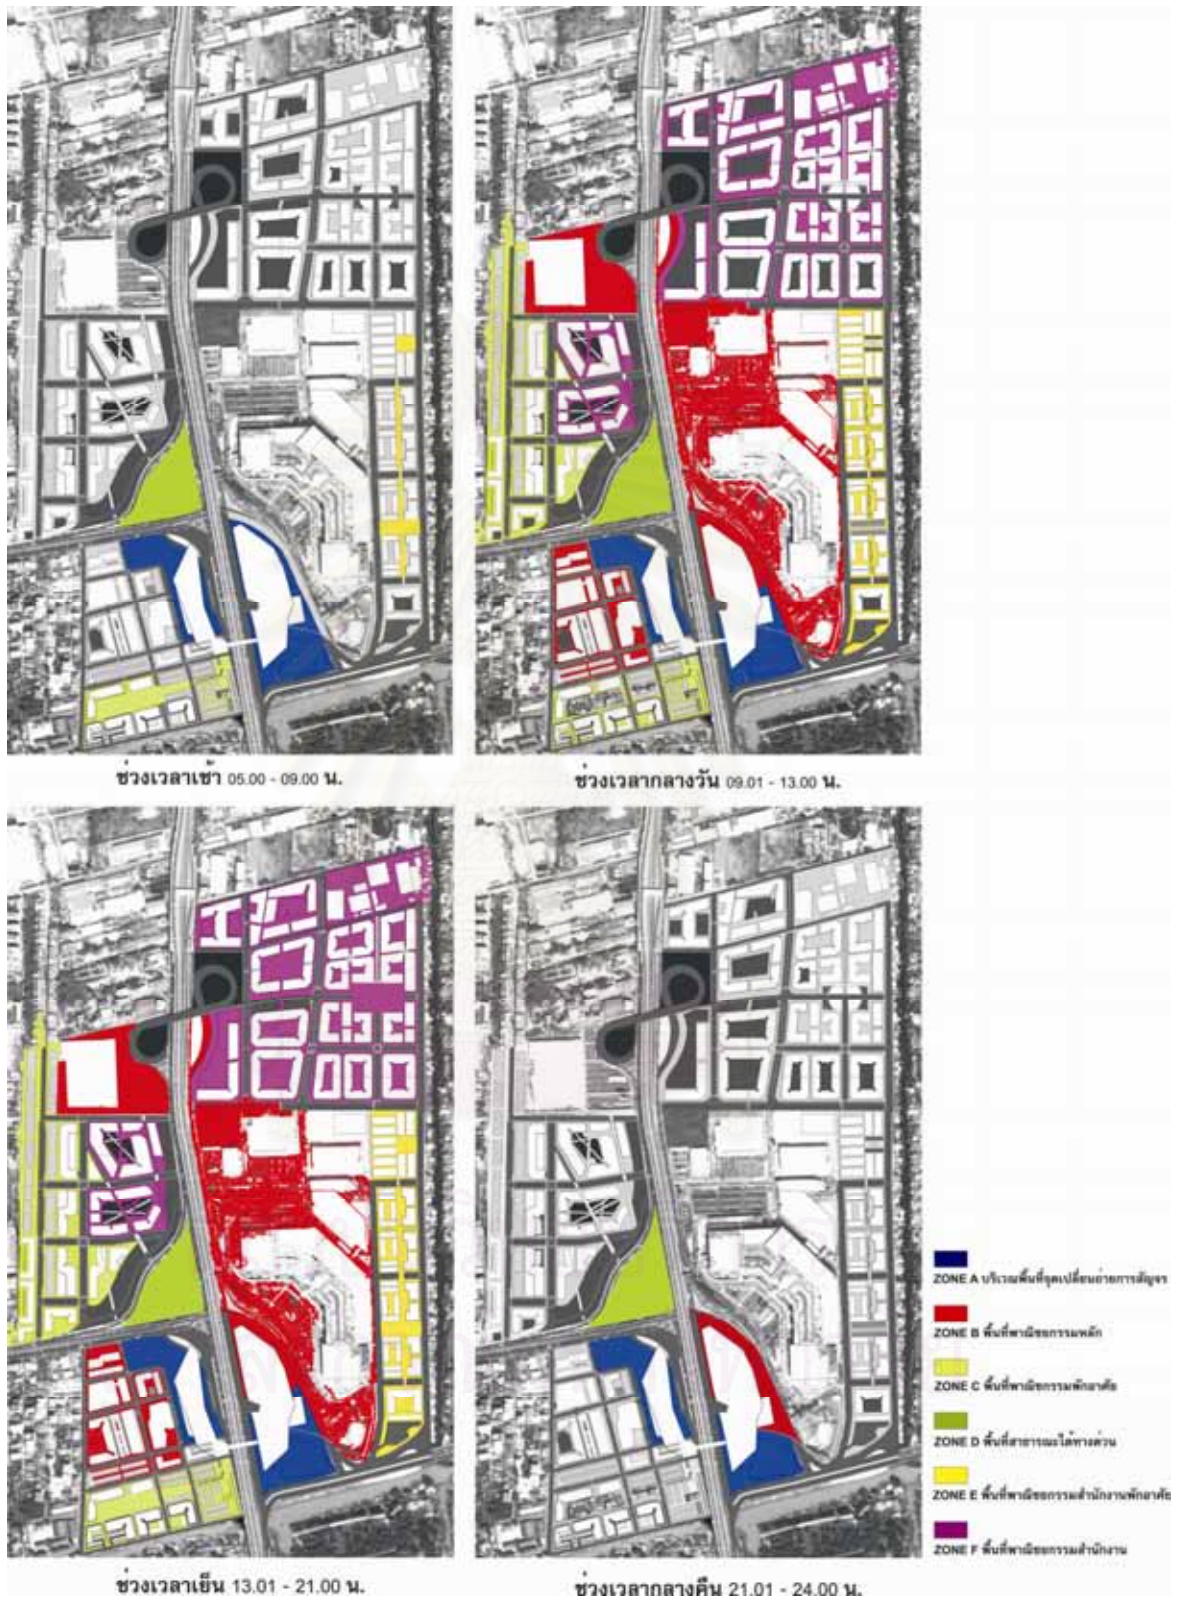 ช่วงเวลาเช้า 05.00 - 09.00 น.
ช่วงเวลากลางวัน 09.01 - 13.00 น.
ช่วงเวลาเย็น 13.01 - 21.00 น.
ช่วงเวลากลางคืน 21.01 - 24.00 น.
ZONE A บริเวณพื้นที่จุดเปลี่ยนถ่ายการสัญจร
ZONE B พื้นที่พาณิชยกรรมหลัก
ZONE C พื้นที่พาณิชกรรมพักอาศัย
ZONE D พื้นที่สาธารณะใต้ทางด่วน
ZONE E พื้นที่พาณิชยกรรมสำนักงานพักอาศัย
ZONE F พื้นที่พาณิชยกรรมสำนักงาน